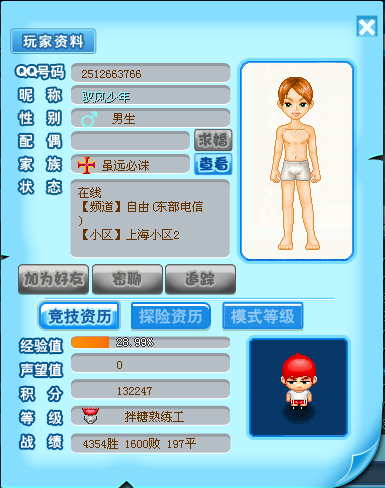 玩家资料
QQ号码 2512663766
昵称 驭风少年
性别 ♂ 男生
配偶 求婚
家族 虽远必诛 查看
状态 在线
【频道】自由(东部电信
)
【小区】上海小区2
加为好友 密聊 追踪
竞技资历 探险资历 模式等级
经验值 28.99%
声望值 0
积分 132247
等级 拌糖熟练工
战绩 4354胜 1600败 197平